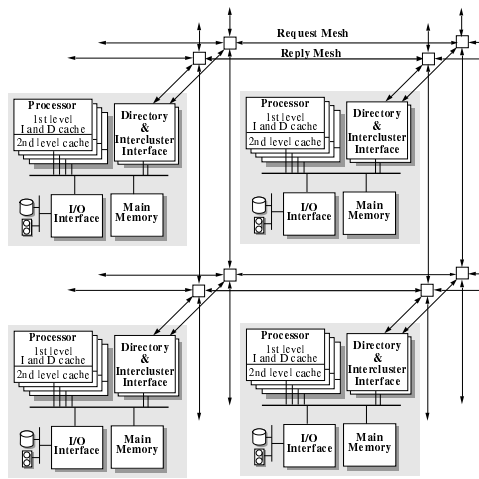 Request Mesh
Reply Mesh
Processor
1st level
I and D cache
2nd level cache
Directory
&
Intercluster
Interface
I/O
Interface
Main
Memory
Processor
1st level
I and D cache
2nd level cache
Directory
&
Intercluster
Interface
I/O
Interface
Main
Memory
Processor
1st level
I and D cache
2nd level cache
Directory
&
Intercluster
Interface
I/O
Interface
Main
Memory
Processor
1st level
I and D cache
2nd level cache
Directory
&
Intercluster
Interface
I/O
Interface
Main
Memory